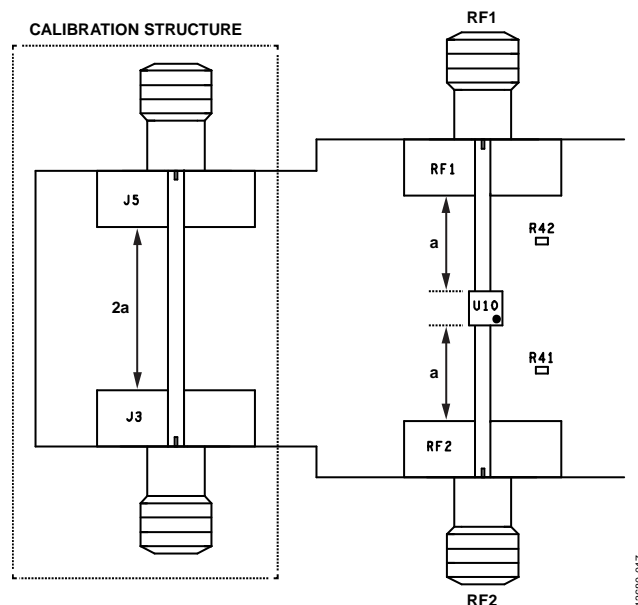 CALIBRATION STRUCTURE
RF1
J5
RF1
a
R42
2a
U10
a
R41
J3
RF2
RF2